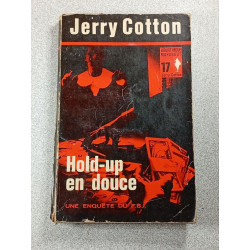 Jerry Cotton
17
Hold-up
en douce
UNE ENQUÊTE DU F.B.I.